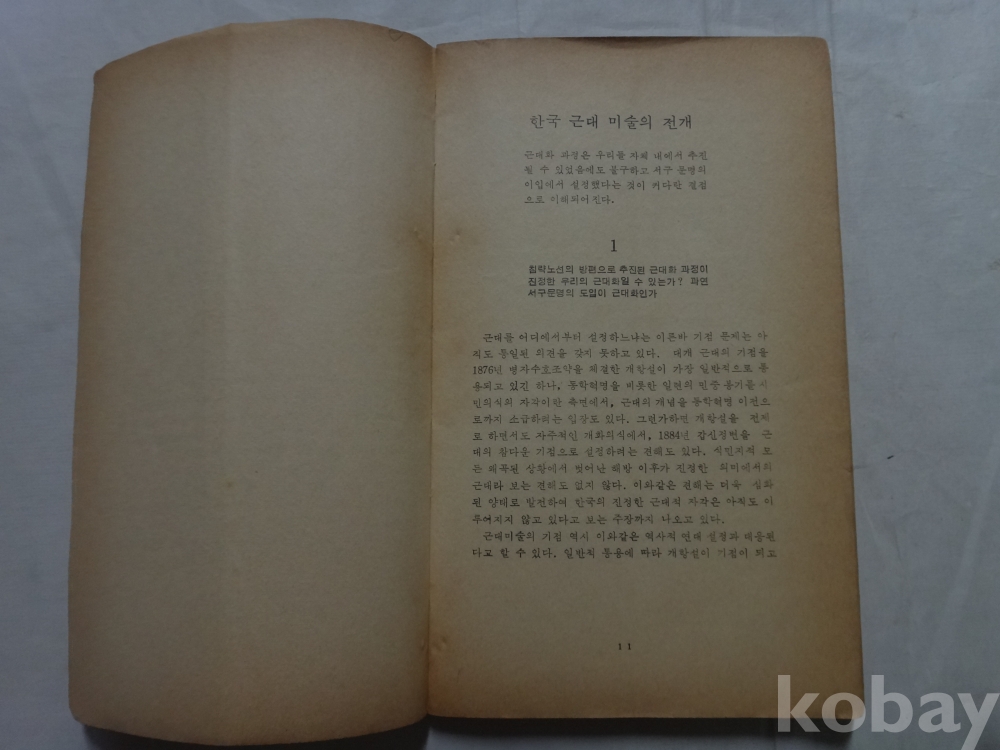 한국 근대 미술의 전개
근대화 과정은 우리들 자체 내에서 추진
될 수 있었음에도 불구하고 서구 문명의
이입에서 설정했다는 것이 커다란 쟁점
으로 이해되어진다.
1
침략노선의 방편으로 추진된 근대화 과정이
진정한 우리의 근대화일 수 있는가? 과연
서구문명의 도입이 근대화인가
근대를 어디에서부터 설정하느냐는 이른바 기점 문제는 아
직도 통일된 의견을 갖지 못하고 있다. 대개 근대의 기점을
1876년 병자수호조약을 체결한 개항설이 가장 일반적으로 통
용되고 있긴 하나, 동학혁명을 비롯한 일련의 민중 봉기를 시
민의식의 자각이란 측면에서, 근대의 개념을 동학혁명 이전으
로까지 소급하려는 입장도 있다. 그런가하면 개항설을 전제
로 하면서도 자주적인 개화의식에서, 1884년 갑신정변을 근
대의 참다운 기점으로 설정하려는 견해도 있다. 식민지적 모
든 왜곡된 상황에서 벗어난 해방 이후가 진정한 의미에서의
근대라 보는 견해도 없지 않다. 이와같은 견해는 더욱 심화
된 양태로 발전하여 한국의 진정한 근대적 자각은 아직도 이
루어지지 않고 있다고 보는 주장까지 나오고 있다.
근대미술의 기점 역시 이와같은 역사적 연대 설정과 대응된
다고 할 수 있다. 일반적 통용에 따라 개항설이 기점이 되고
11
kobay